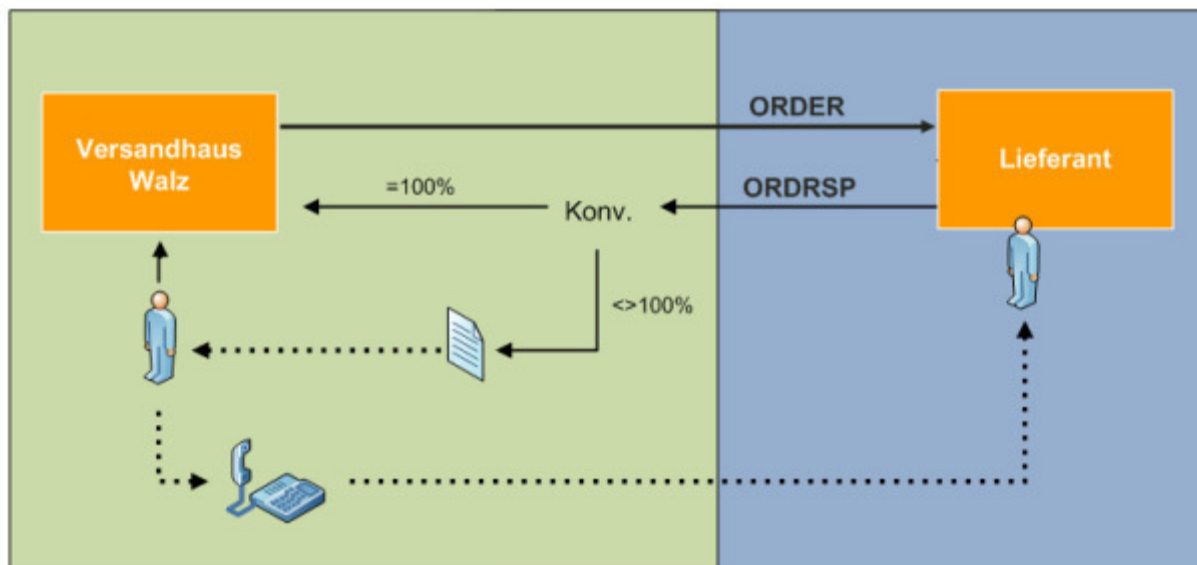 ORDER
Versandhaus
Walz
Lieferant
=100%
ORDRSP
Konv.
<>100%